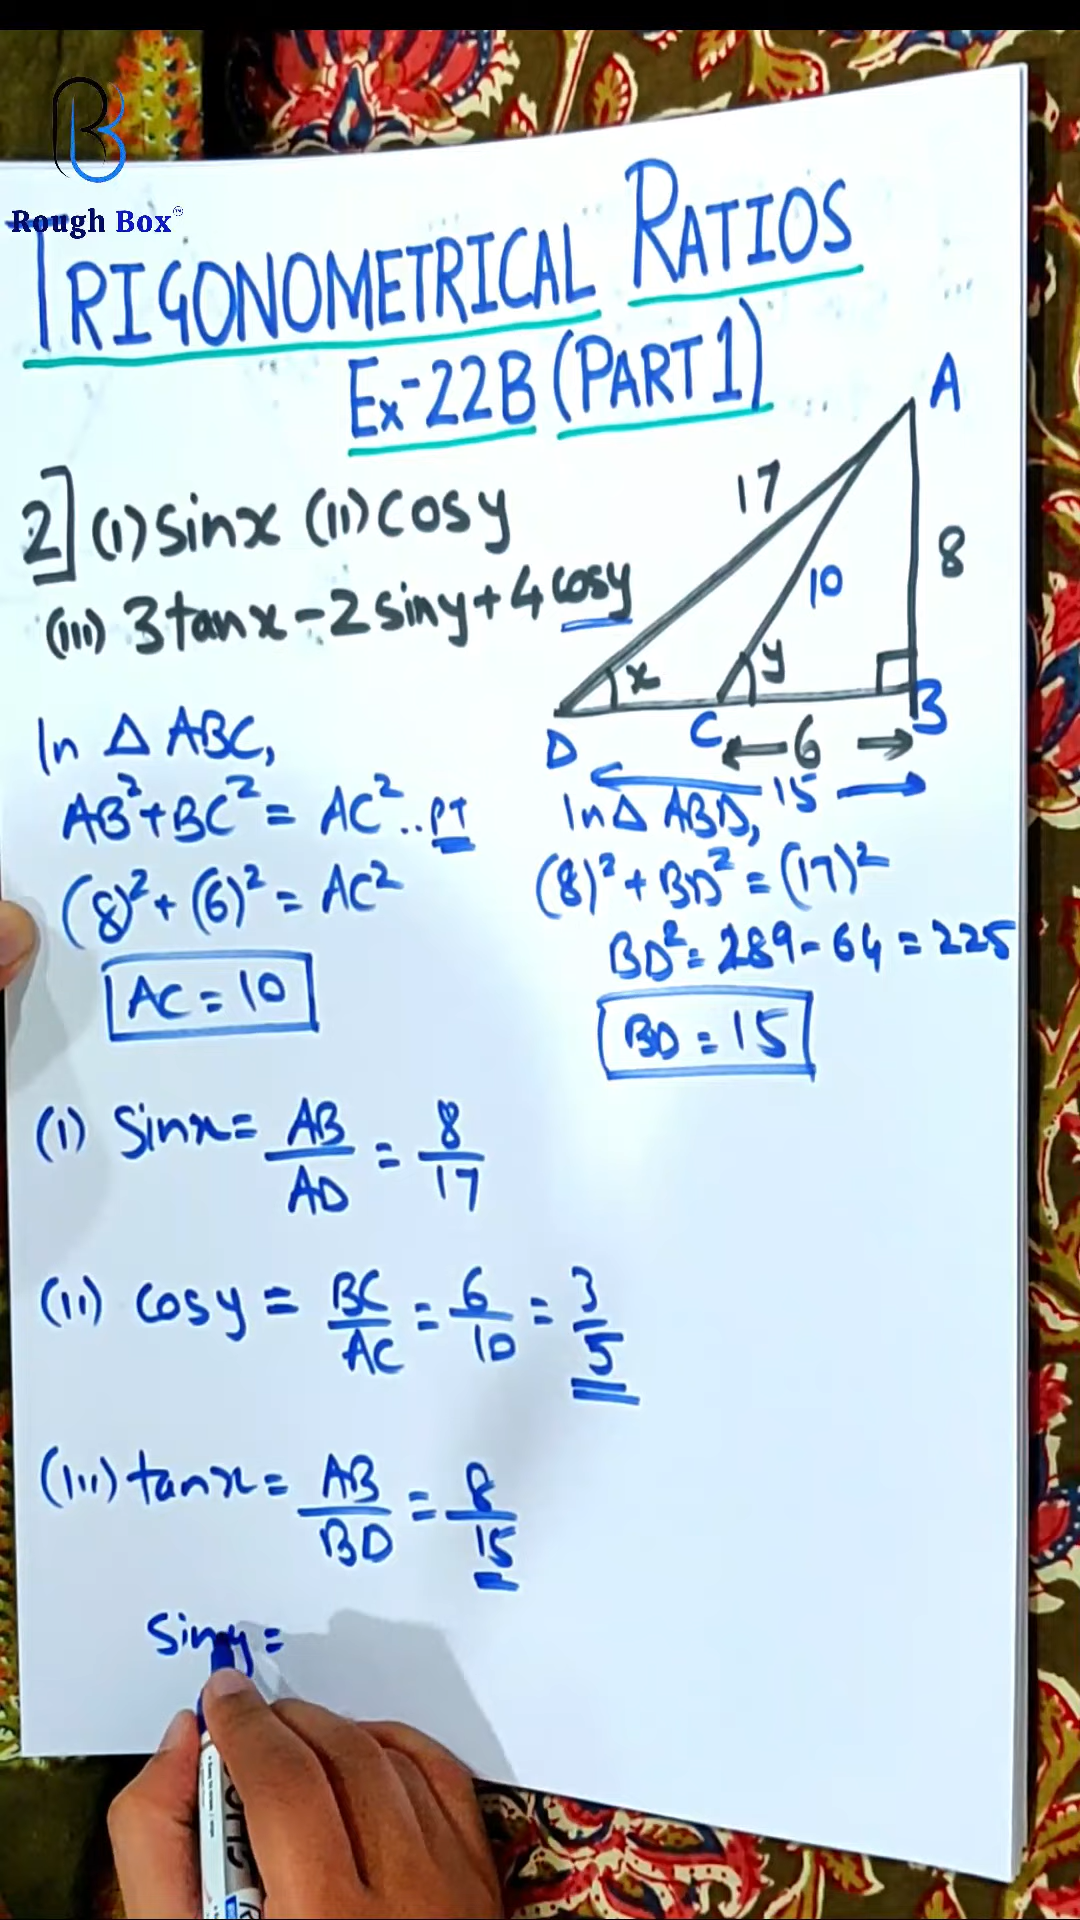 Rough Box™
TRIGONOMETRICAL RATIOS
Ex-22B (PART 1)
2] (i) sinx (ii) cosy
(iii) 3tanx - 2siny + 4cosy
A
17
8
10
x
y
D
C
B
6
15
In △ ABC,
AB² + BC² = AC² ..PT
(8)² + (6)² = AC²
AC = 10
In △ ABD,
(8)² + BD² = (17)²
BD² = 289 - 64 = 225
BD = 15
(i) Sinx = AB/AD = 8/17
(ii) cosy = BC/AC = 6/10 = 3/5
(iii) tanx = AB/BD = 8/15
Siny =